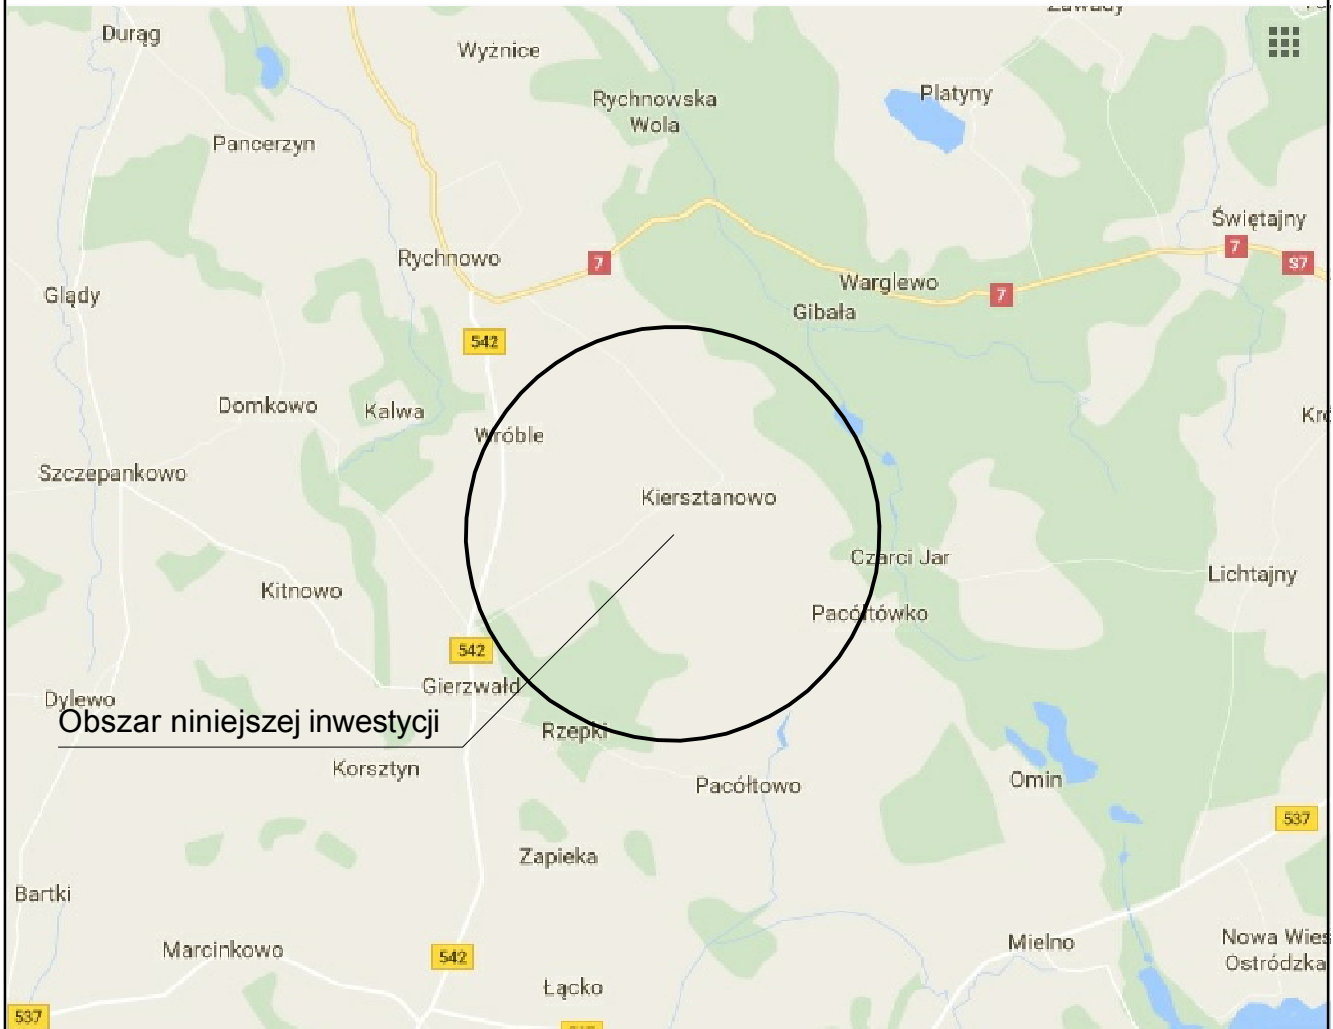 Durąg
Wyżnice
Platyny
Rychnowska
Wola
Pancerzyn
Świętajny
7
S7
Rychnowo
7
Warglewo
7
Glądy
Gibała
542
Domkowo
Kalwa
Wróble
Szczepankowo
Kiersztanowo
Czarci Jar
Lichtajny
Kitnowo
Pacółtówko
542
Gierzwałd
Dylewo
Obszar niniejszej inwestycji
Rzepki
Korsztyn
Pacółtowo
Omin
537
Zapieka
Bartki
Marcinkowo
542
Mielno
Nowa Wies
Ostródzka
Łącko
537